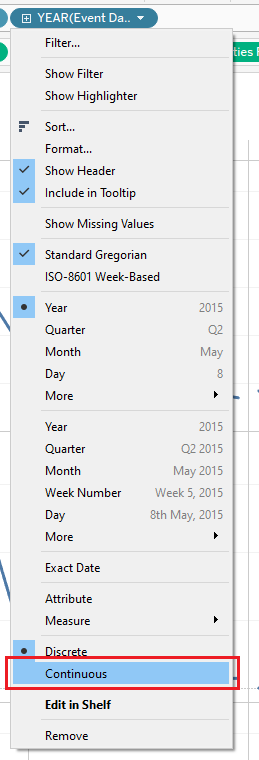 YEAR(Event Da..
Filter...
Show Filter
Show Highlighter
Sort...
Format...
Show Header
Include in Tooltip
Show Missing Values
Standard Gregorian
ISO-8601 Week-Based
Year 2015
Quarter Q2
Month May
Day 8
More
Year 2015
Quarter Q2 2015
Month May 2015
Week Number Week 5, 2015
Day 8th May, 2015
More
Exact Date
Attribute
Measure
Discrete
Continuous
Edit in Shelf
Remove